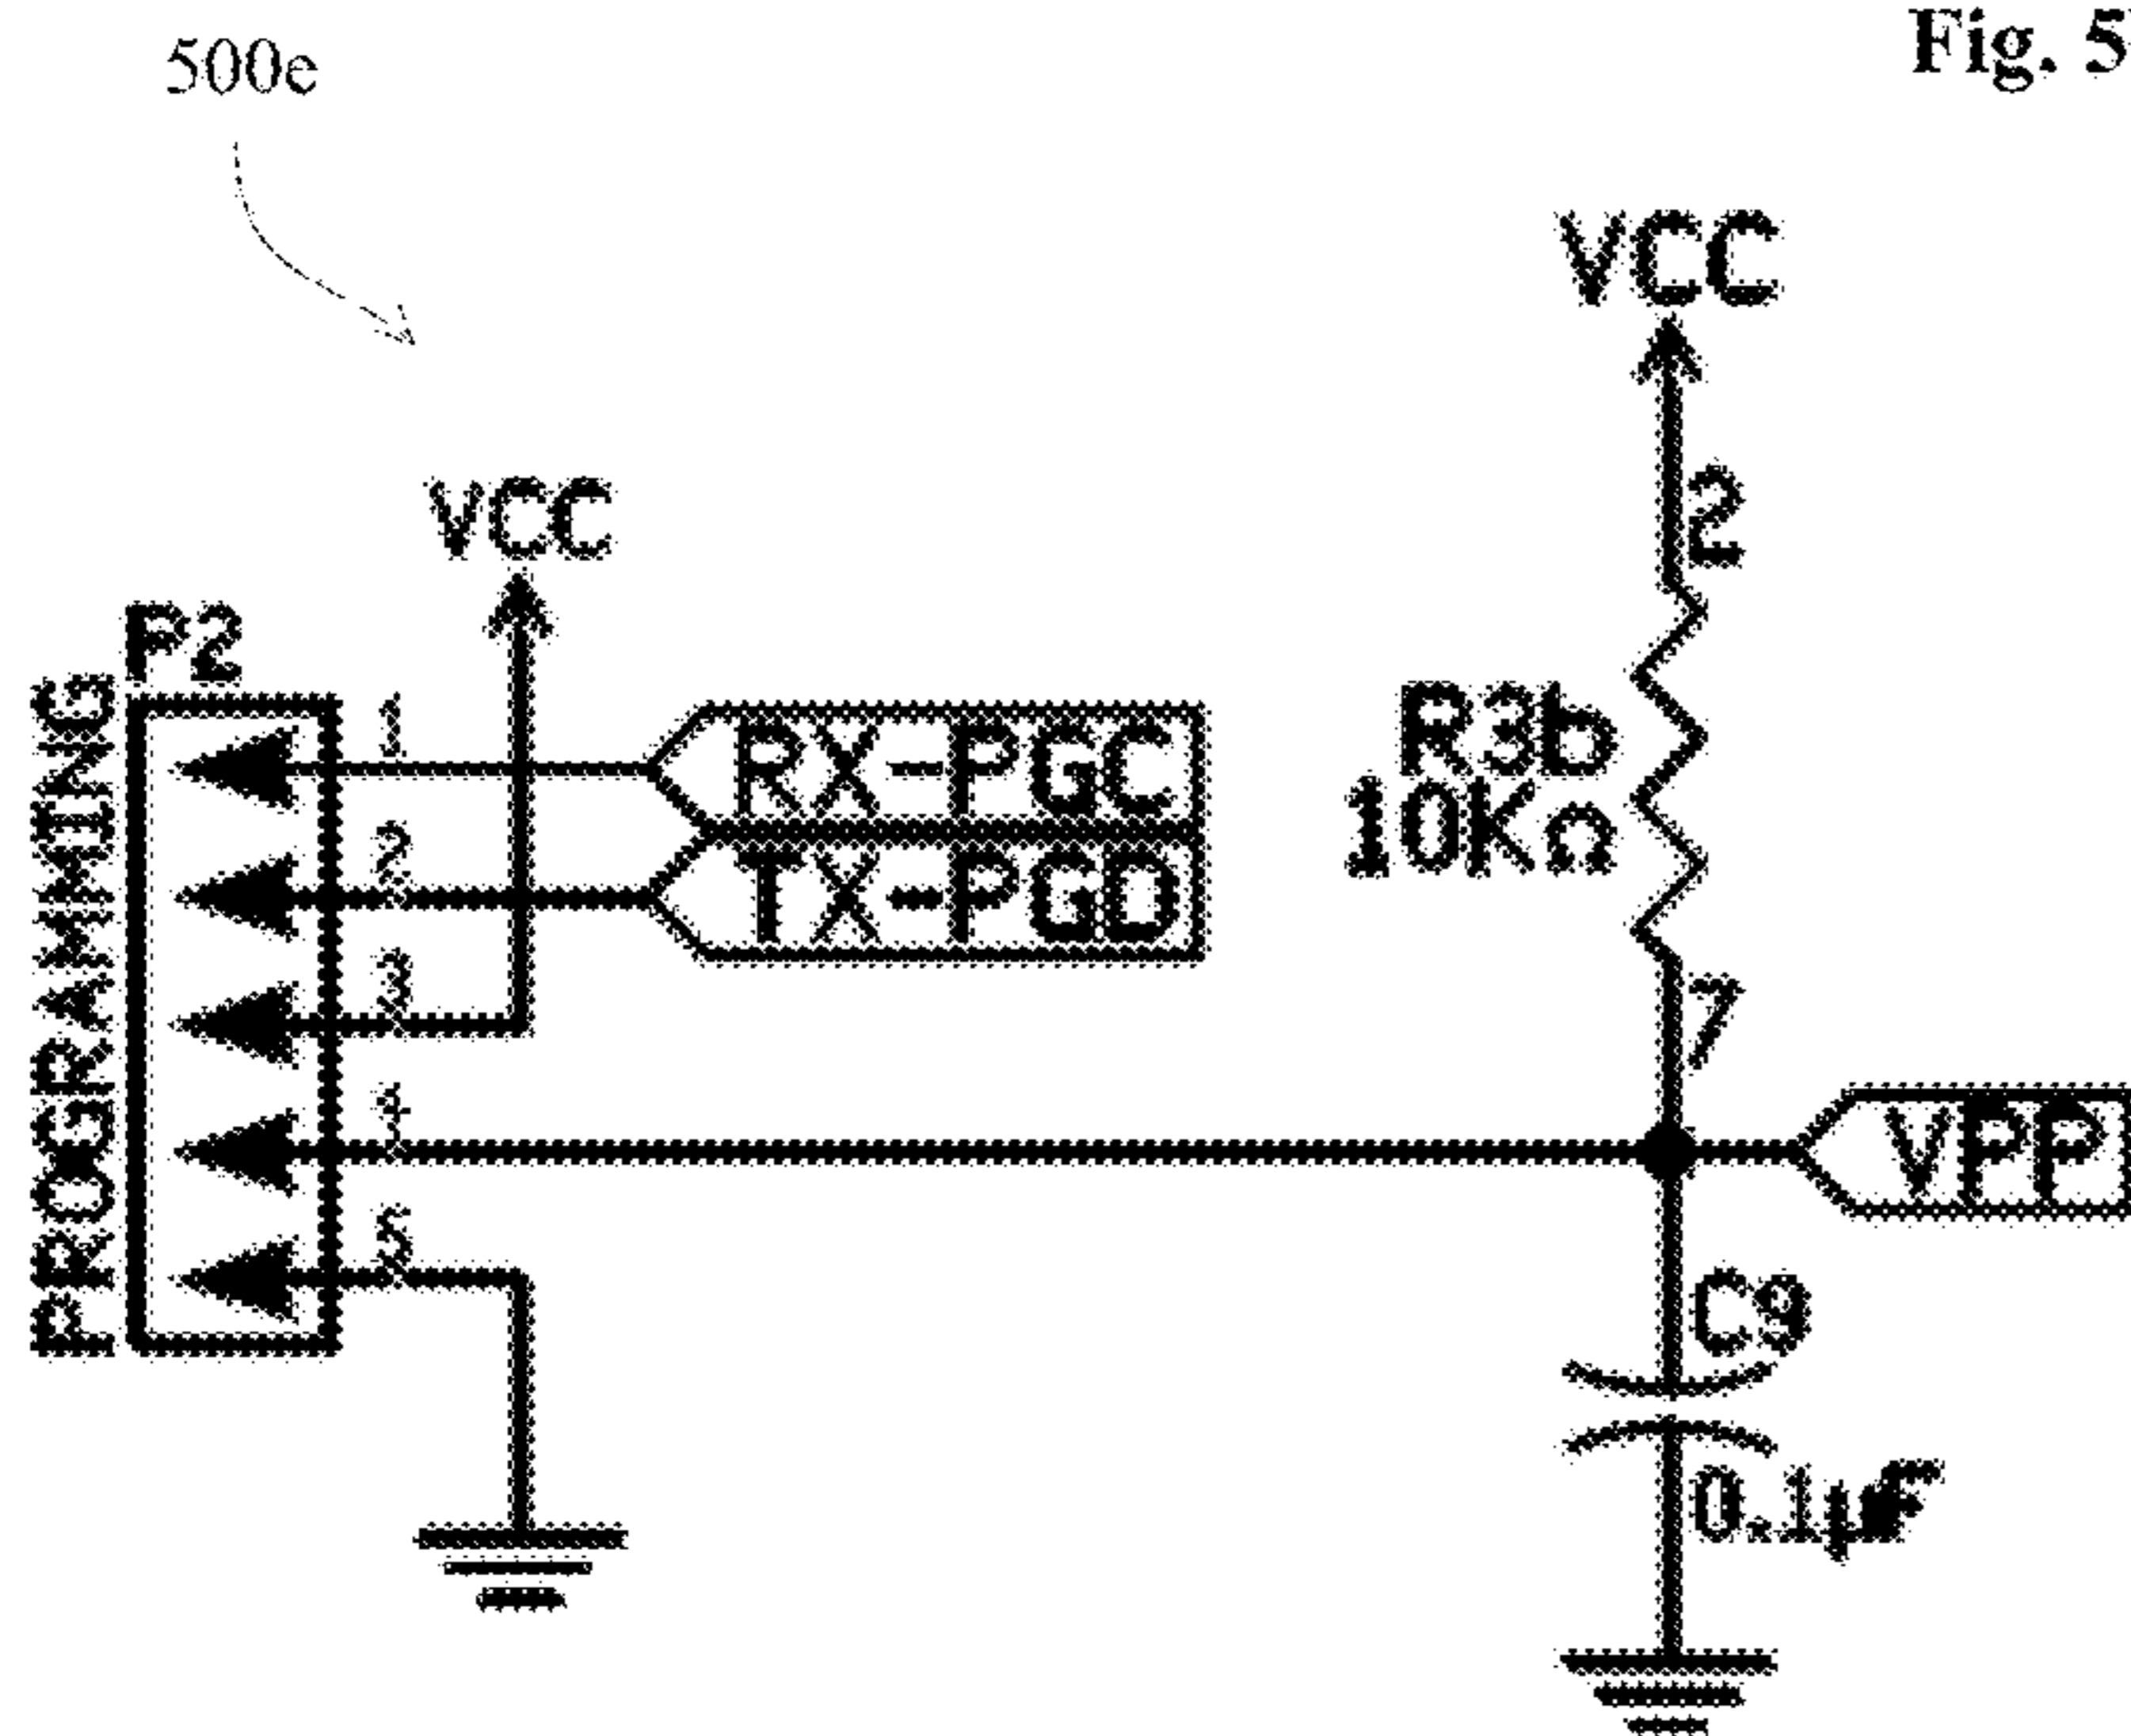 500e
Fig. 5
VCC
2
VCC
P2
PROGRAMMING
1
RX-PGC
R3b
10KΩ
2
TX-PGD
3
7
4
VPP
5
C9
0.1µF